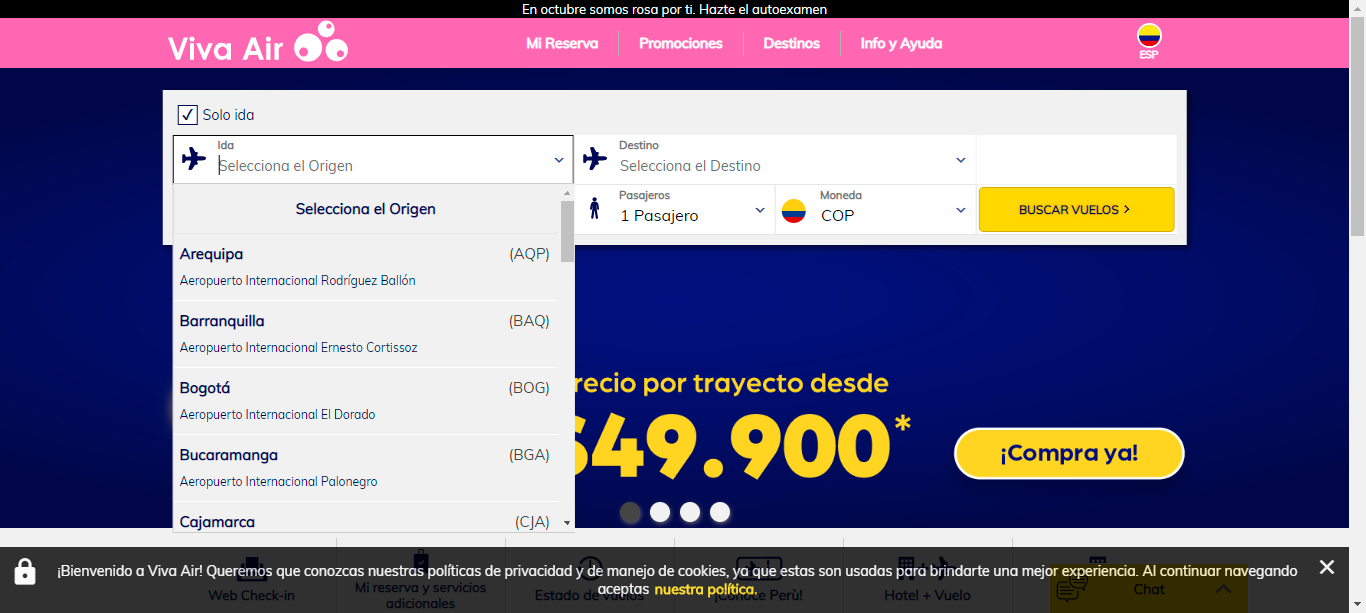 En octubre somos rosa por ti. Hazte el autoexamen
Viva Air
Mi Reserva
Promociones
Destinos
Info y Ayuda
ESP
Solo ida
Ida
Selecciona el Origen
Destino
Selecciona el Destino
Pasajeros
1 Pasajero
Moneda
COP
BUSCAR VUELOS
Selecciona el Origen
Arequipa (AQP)
Aeropuerto Internacional Rodríguez Ballón
Barranquilla (BAQ)
Aeropuerto Internacional Ernesto Cortissoz
Bogotá (BOG)
Aeropuerto Internacional El Dorado
Bucaramanga (BGA)
Aeropuerto Internacional Palonegro
Cajamarca (CJA)
recio por trayecto desde
$49.900*
¡Compra ya!
¡Bienvenido a Viva Air! Queremos que conozcas nuestras políticas de privacidad y de manejo de cookies, ya que estas son usadas para brindarte una mejor experiencia. Al continuar navegando
aceptas nuestra política.
Web Check-in
Mi reserva y servicios
adicionales
Estado de vuelos
¡Conoce Perú!
Hotel + Vuelo
Chat